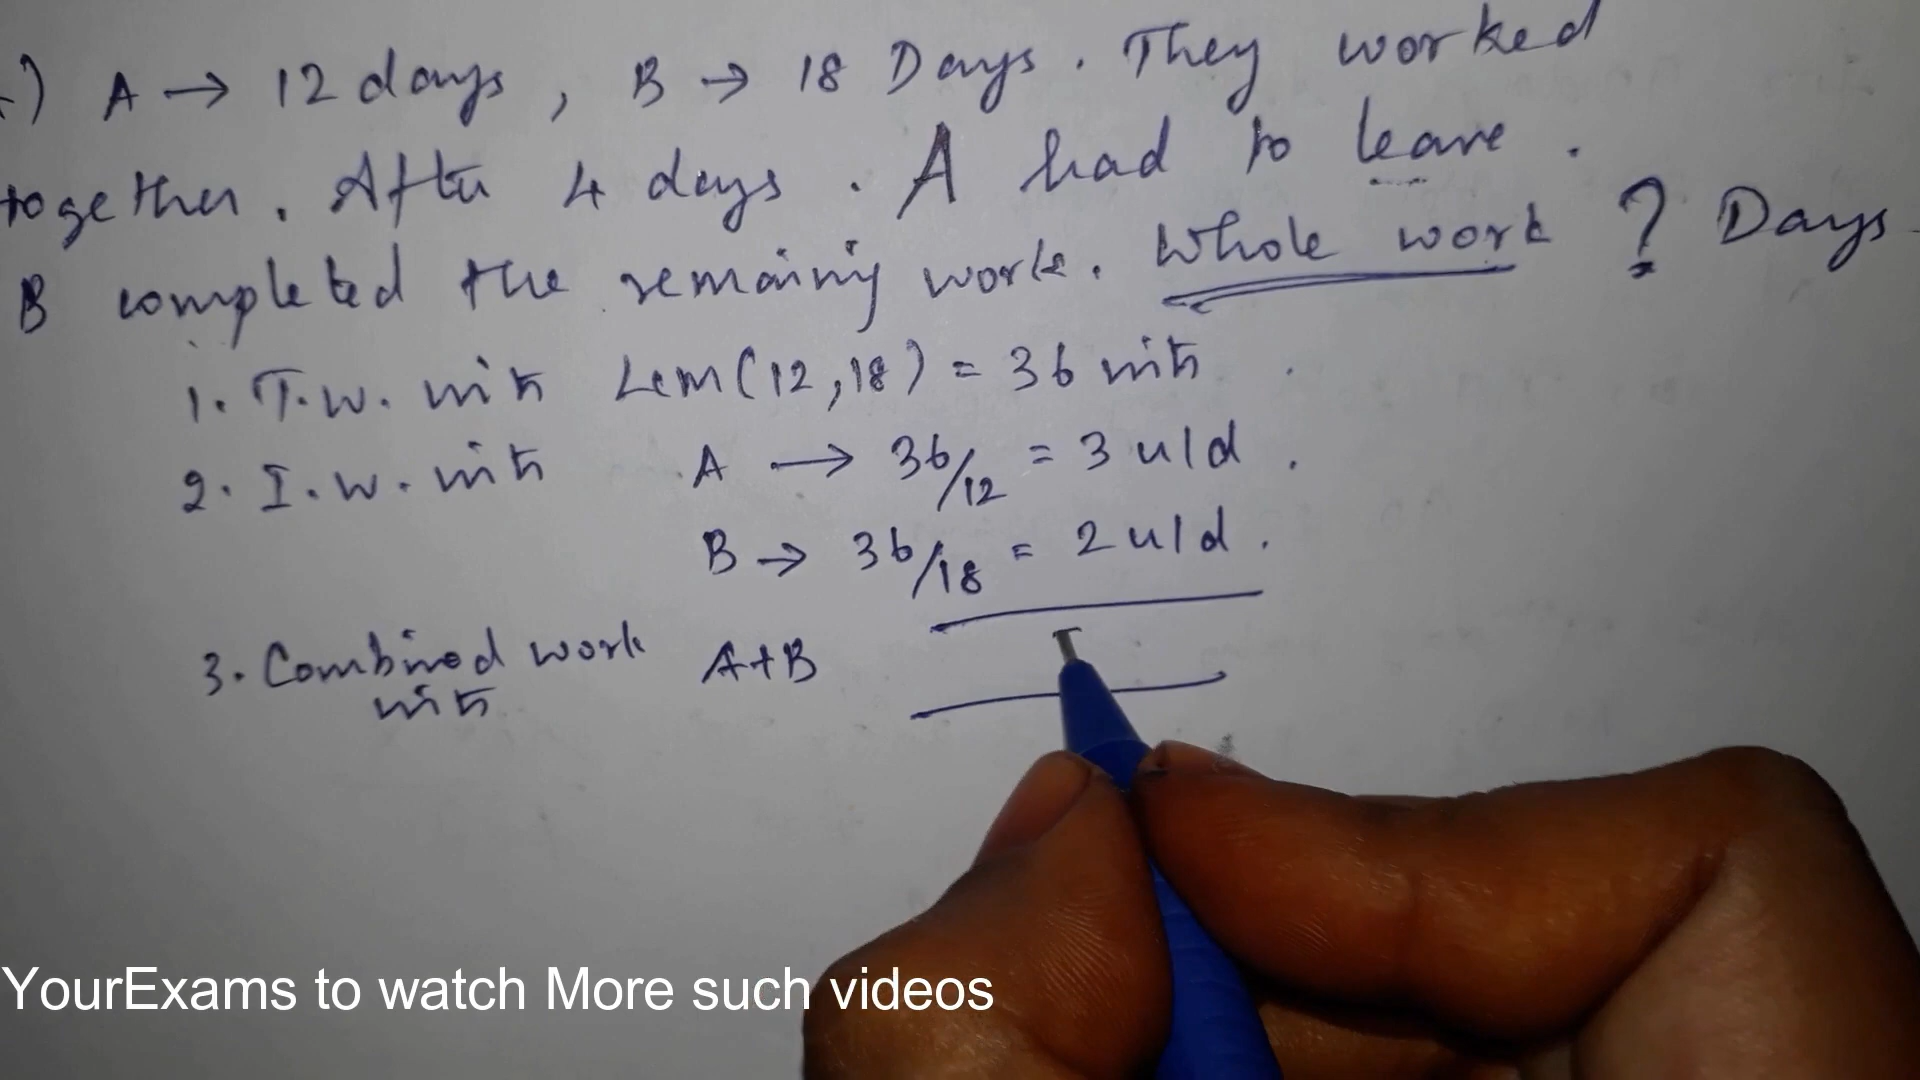 ) A → 12 days, B → 18 Days. They worked
together. After 4 days. A had to leave.
B completed the remaining work. Whole work ? Days
1. T.W. units Lcm(12,18) = 36 units
2. I.W. units A → 36/12 = 3 u/d.
B → 36/18 = 2 u/d.
3. Combined work A+B
units
YourExams to watch More such videos